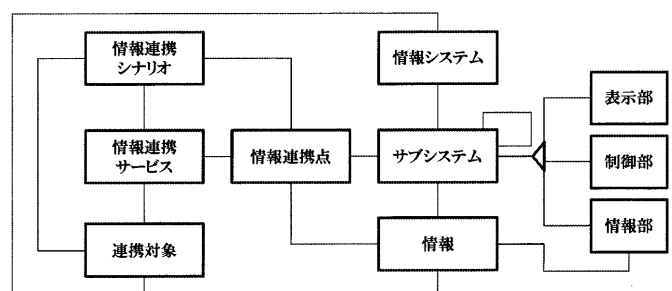 情報連携
シナリオ
情報システム
表示部
情報連携
サービス
情報連携点
サブシステム
制御部
連携対象
情報
情報部